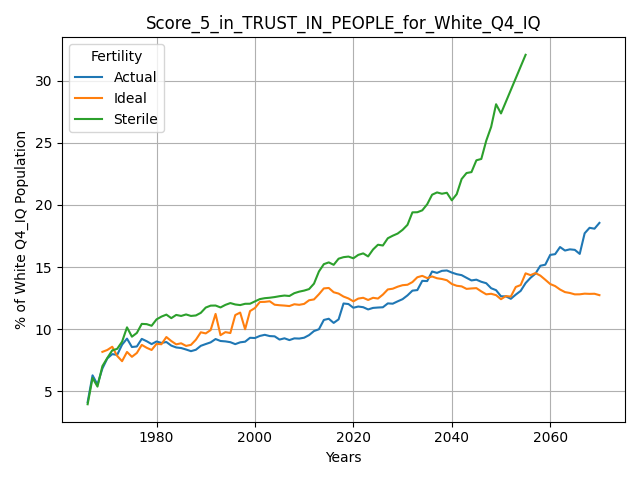 Score_5_in_TRUST_IN_PEOPLE_for_White_Q4_IQ
Fertility
Actual
Ideal
Sterile
% of White Q4_IQ Population
30
25
20
15
10
5
1980 2000 2020 2040 2060
Years